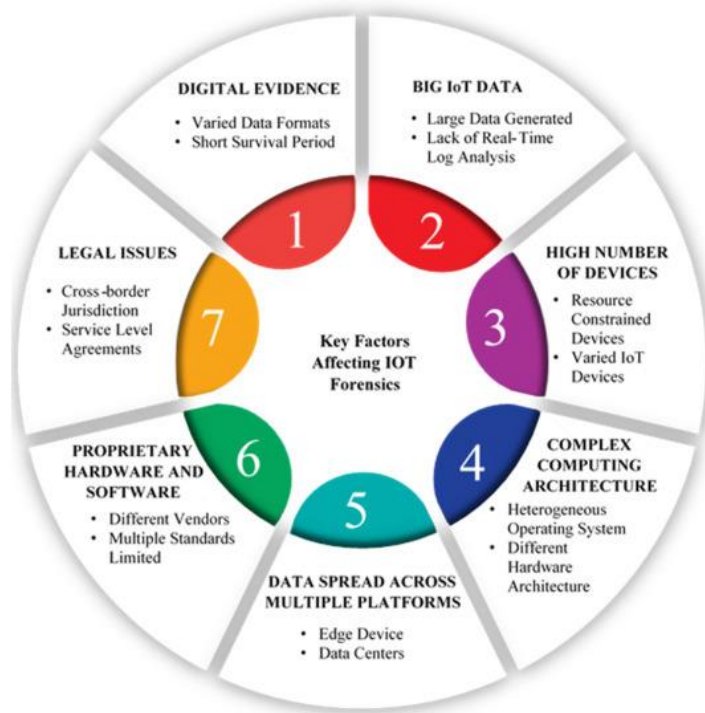 Key Factors
Affecting IOT
Forensics
1
DIGITAL EVIDENCE
• Varied Data Formats
• Short Survival Period
2
BIG IoT DATA
• Large Data Generated
• Lack of Real-Time
Log Analysis
3
HIGH NUMBER
OF DEVICES
• Resource
Constrained
Devices
• Varied IoT
Devices
4
COMPLEX
COMPUTING
ARCHITECTURE
• Heterogeneous
Operating System
• Different
Hardware
Architecture
5
DATA SPREAD ACROSS
MULTIPLE PLATFORMS
• Edge Device
• Data Centers
6
PROPRIETARY
HARDWARE AND
SOFTWARE
• Different Vendors
• Multiple Standards
Limited
7
LEGAL ISSUES
• Cross-border
Jurisdiction
• Service Level
Agreements